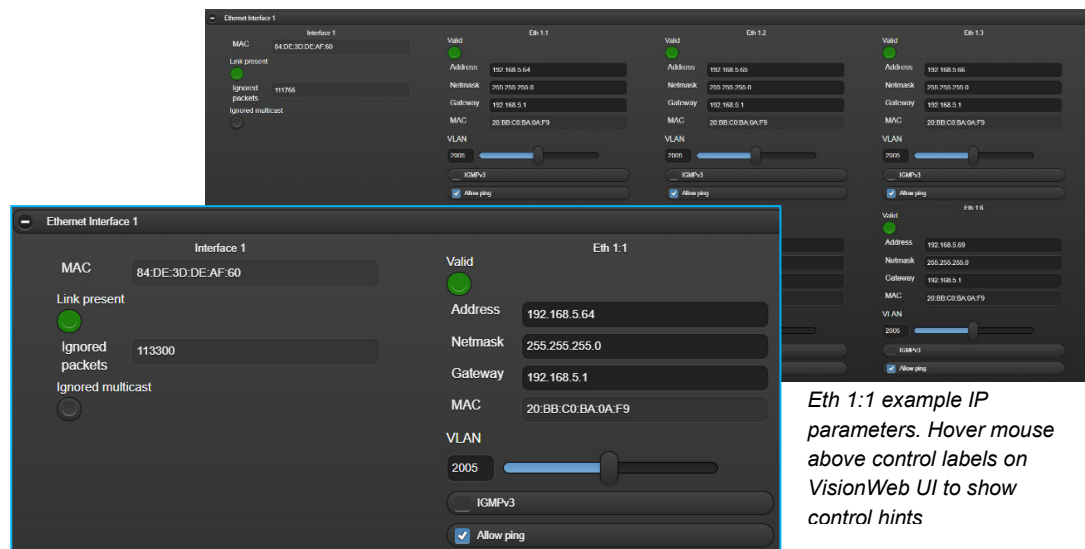 Ethernet Interface 1
Interface 1
Eth 1:1
Eth 1:2
Eth 1:3
MAC
84:DE:3D:DE:AF:60
Valid
Valid
Valid
Link present
Address 192.168.5.64
Address 192.168.5.65
Address 192.168.5.66
Ignored packets
111766
Netmask 255.255.255.0
Netmask 255.255.255.0
Netmask 255.255.255.0
Gateway 192.168.5.1
Gateway 192.168.5.1
Gateway 192.168.5.1
Ignored multicast
MAC 20:BB:C0:BA:0A:F9
MAC 20:BB:C0:BA:0A:F9
MAC 20:BB:C0:BA:0A:F9
VLAN
VLAN
VLAN
2005
2005
2005
IGMPv3
IGMPv3
IGMPv3
Allow ping
Allow ping
Allow ping
Eth 1:6
Valid
Address 192.168.5.69
Netmask 255.255.255.0
Gateway 192.168.5.1
MAC 20:BB:C0:BA:0A:F9
VLAN
2005
IGMPv3
Allow ping
Ethernet Interface 1
Interface 1
Eth 1:1
MAC 84:DE:3D:DE:AF:60
Link present
Ignored
packets
113300
Ignored multicast
Valid
Address 192.168.5.64
Netmask 255.255.255.0
Gateway 192.168.5.1
MAC 20:BB:C0:BA:0A:F9
VLAN
2005
IGMPv3
Allow ping
Eth 1:1 example IP
parameters. Hover mouse
above control labels on
VisionWeb UI to show
control hints